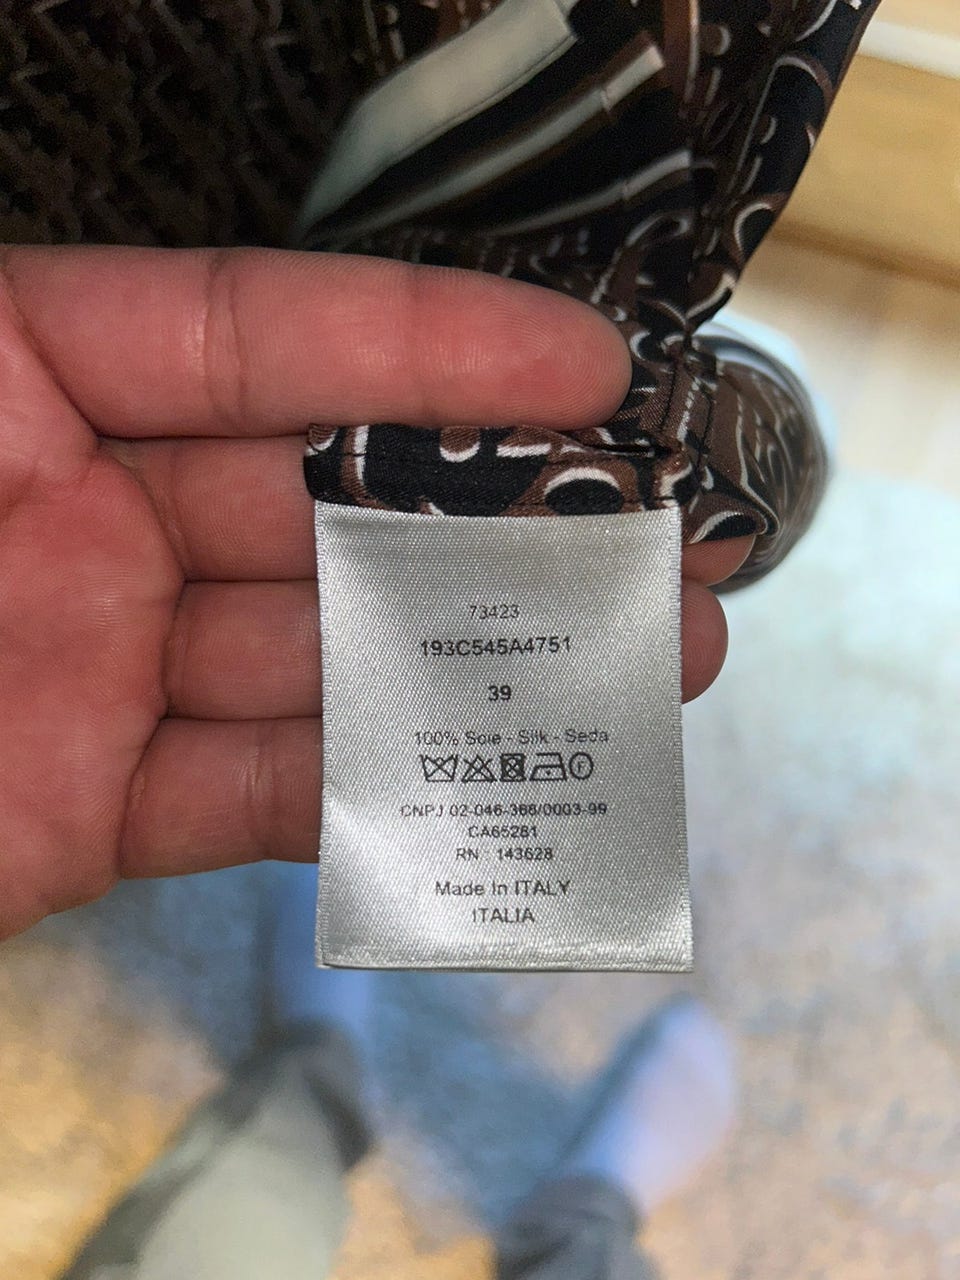 73423
193C545A4751
39
100% Soie - Silk - Seda
CNPJ 02-046-366/0003-99
CA65281
RN : 143628
Made In ITALY
ITALIA